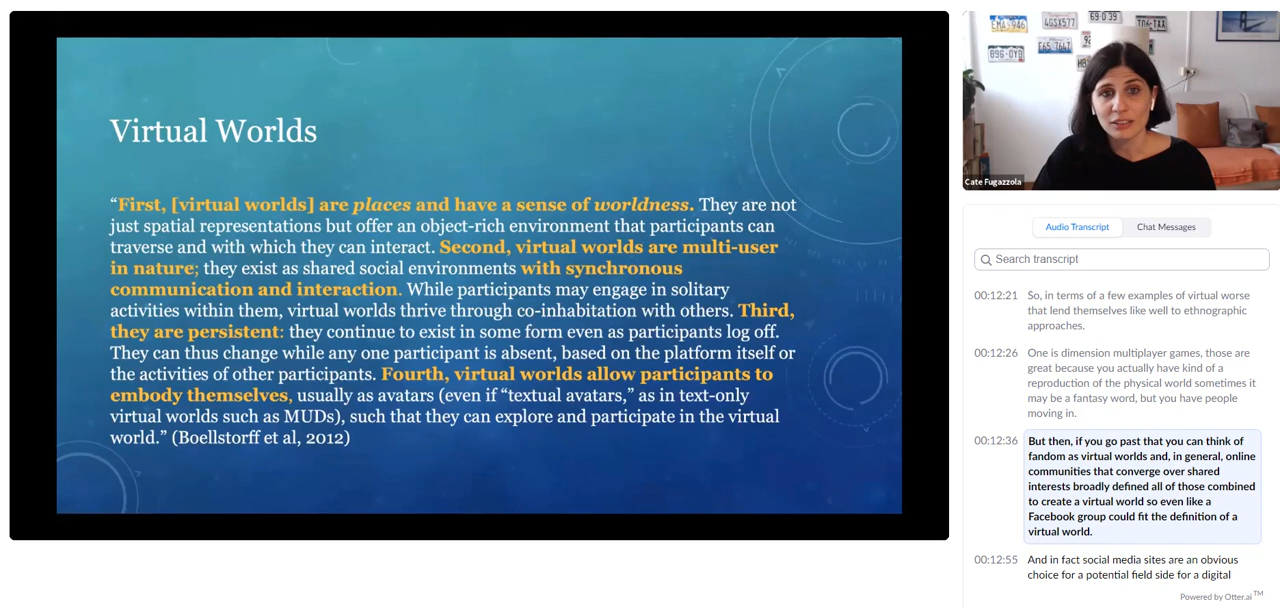 Virtual Worlds
“First, [virtual worlds] are places and have a sense of worldness. They are not
just spatial representations but offer an object-rich environment that participants can
traverse and with which they can interact. Second, virtual worlds are multi-user
in nature; they exist as shared social environments with synchronous
communication and interaction. While participants may engage in solitary
activities within them, virtual worlds thrive through co-inhabitation with others. Third,
they are persistent: they continue to exist in some form even as participants log off.
They can thus change while any one participant is absent, based on the platform itself or
the activities of other participants. Fourth, virtual worlds allow participants to
embody themselves, usually as avatars (even if “textual avatars,” as in text-only
virtual worlds such as MUDs), such that they can explore and participate in the virtual
world.” (Boellstorff et al, 2012)
EMA 946
4GSX577
69 0 39
896-OYD
Cate Fugazzola
Audio Transcript
Chat Messages
Search transcript
00:12:21
So, in terms of a few examples of virtual worse
that lend themselves like well to ethnographic
approaches.
00:12:26
One is dimension multiplayer games, those are
great because you actually have kind of a
reproduction of the physical world sometimes it
may be a fantasy word, but you have people
moving in.
00:12:36
But then, if you go past that you can think of
fandom as virtual worlds and, in general, online
communities that converge over shared
interests broadly defined all of those combined
to create a virtual world so even like a
Facebook group could fit the definition of a
virtual world.
00:12:55
And in fact social media sites are an obvious
choice for a potential field side for a digital
Powered by Otter.ai™